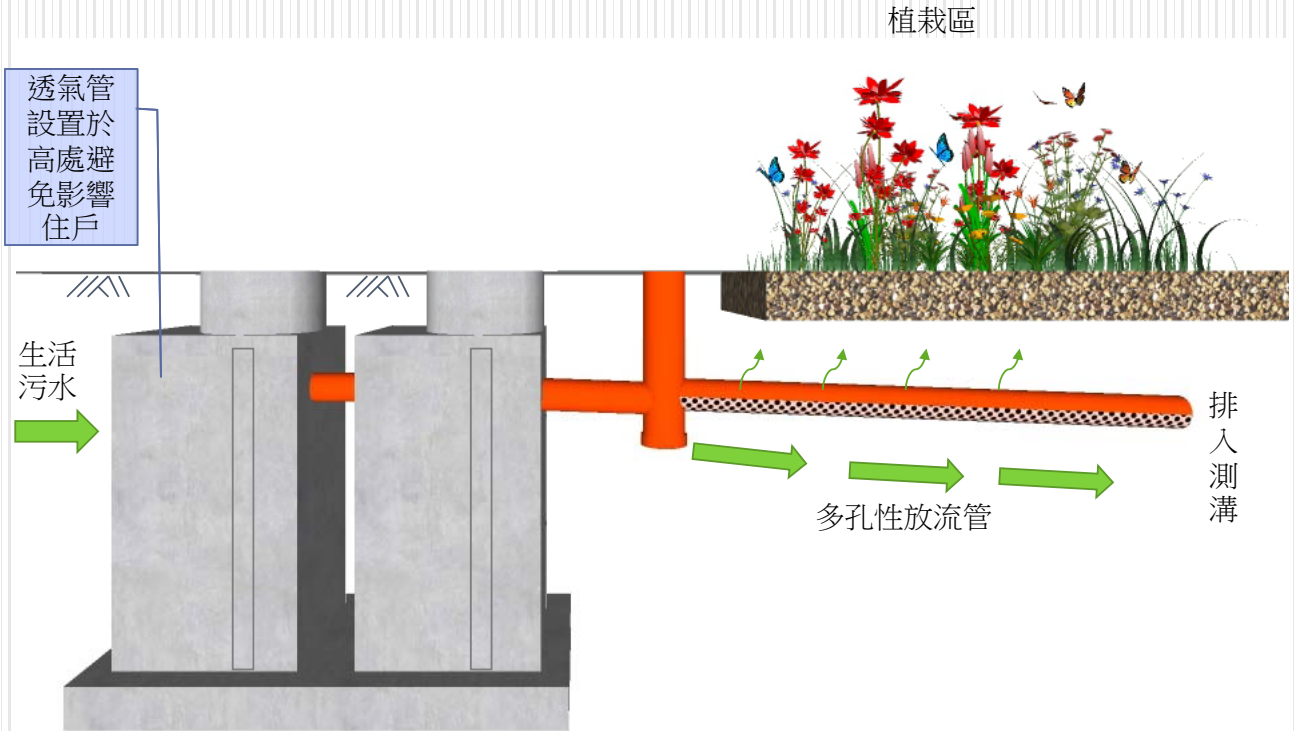 植栽區
透氣管
設置於
高處避
免影響
住戶
生活
污水
排
入
測
溝
多孔性放流管